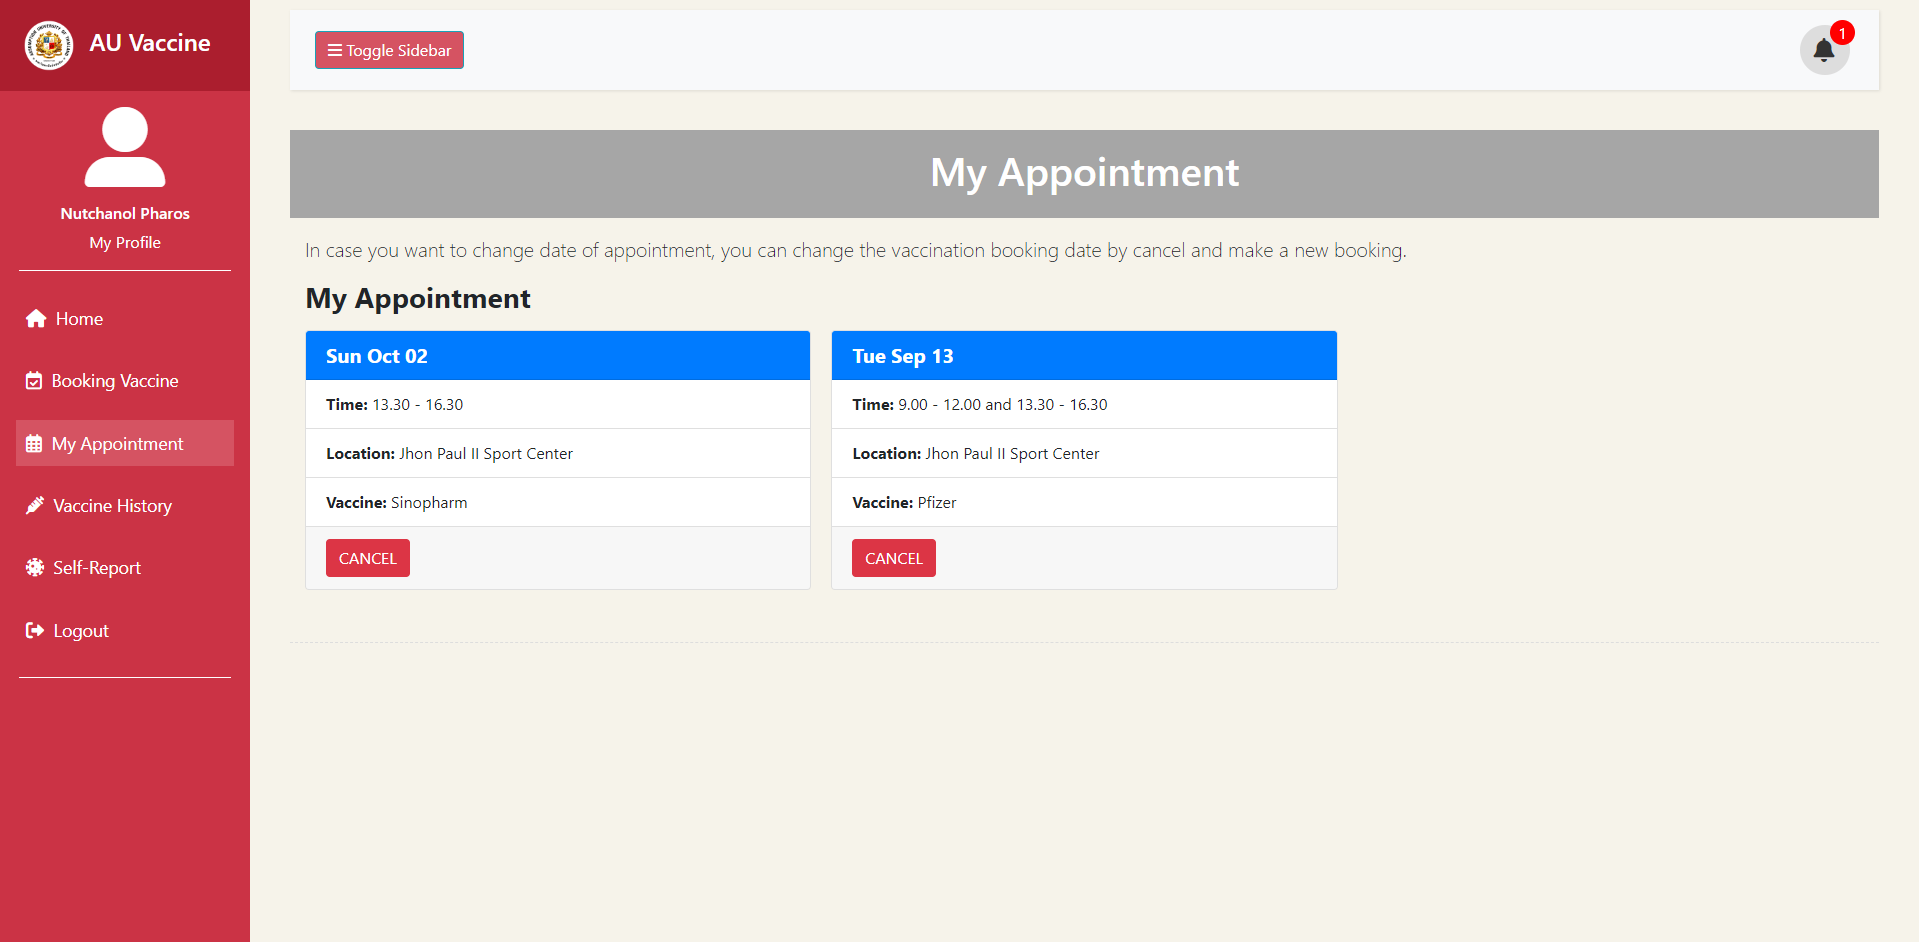 AU Vaccine
Toggle Sidebar
1
Nutchanol Pharos
My Profile
Home
Booking Vaccine
My Appointment
Vaccine History
Self-Report
Logout
My Appointment
In case you want to change date of appointment, you can change the vaccination booking date by cancel and make a new booking.
My Appointment
Sun Oct 02
Time: 13.30 - 16.30
Location: Jhon Paul II Sport Center
Vaccine: Sinopharm
CANCEL
Tue Sep 13
Time: 9.00 - 12.00 and 13.30 - 16.30
Location: Jhon Paul II Sport Center
Vaccine: Pfizer
CANCEL